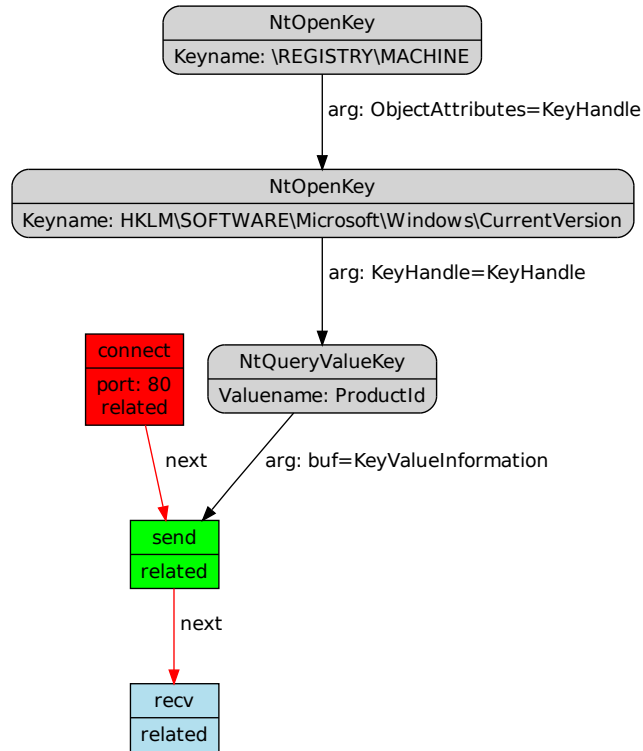 NtOpenKey
Keyname: \REGISTRY\MACHINE
arg: ObjectAttributes=KeyHandle
NtOpenKey
Keyname: HKLM\SOFTWARE\Microsoft\Windows\CurrentVersion
arg: KeyHandle=KeyHandle
connect
port: 80
related
NtQueryValueKey
Valuename: ProductId
next
arg: buf=KeyValueInformation
send
related
next
recv
related